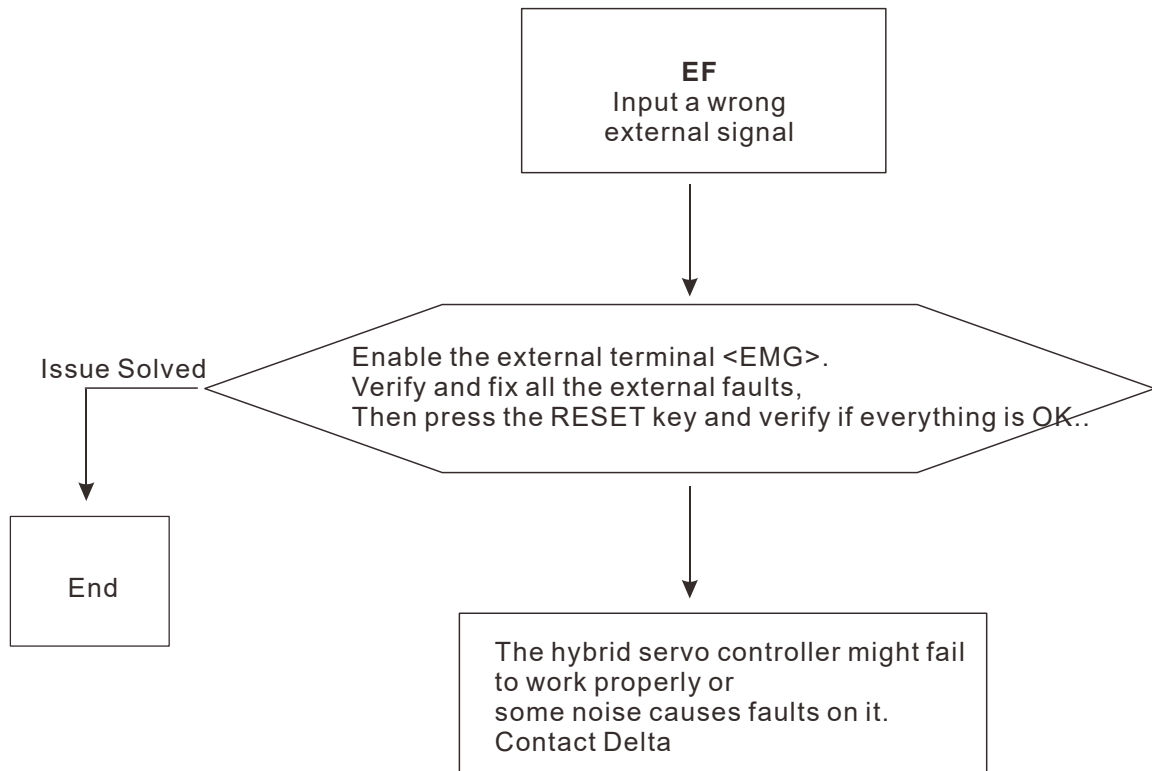 EF
Input a wrong
external signal
Issue Solved
Enable the external terminal <EMG>.
Verify and fix all the external faults,
Then press the RESET key and verify if everything is OK..
End
The hybrid servo controller might fail
to work properly or
some noise causes faults on it.
Contact Delta